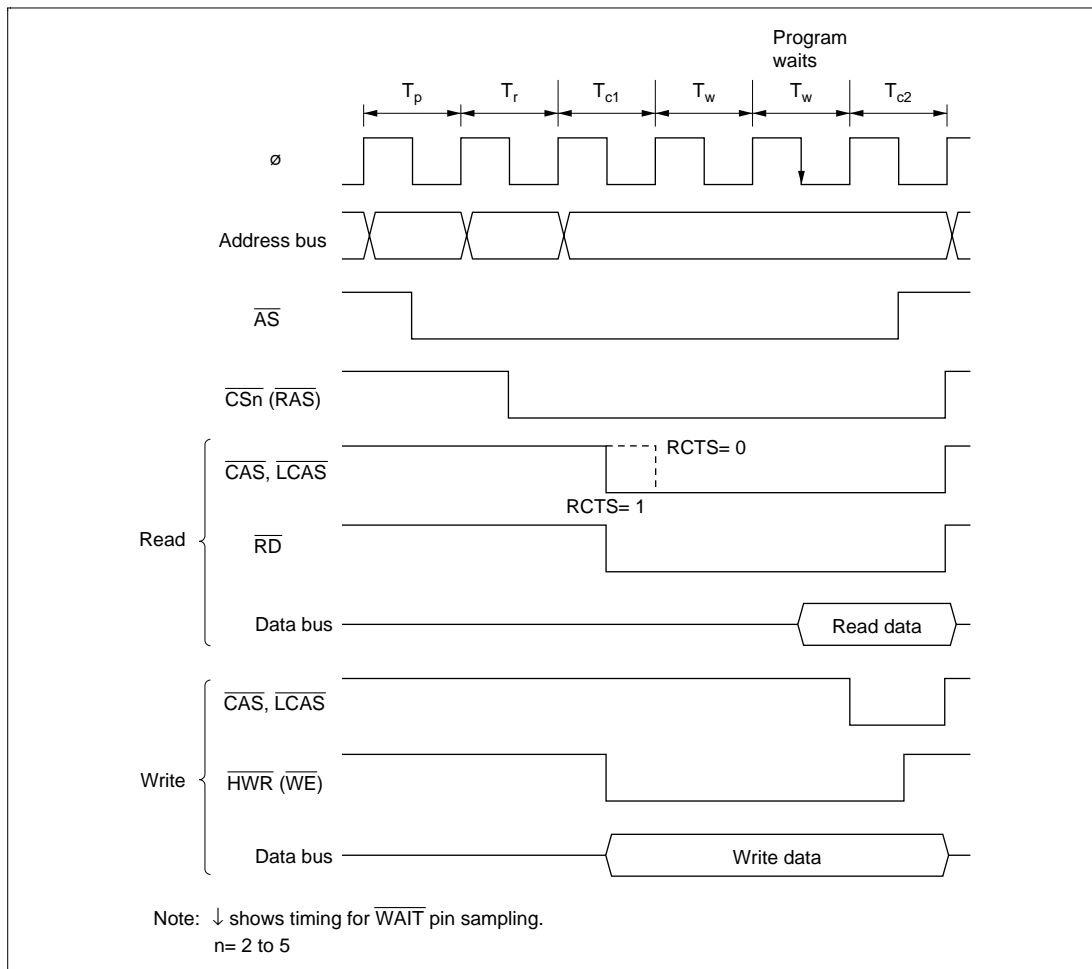 Program
waits
Tp Tr Tc1 Tw Tw Tc2
ø
Address bus
AS
CSn (RAS)
RCTS= 0
CAS, LCAS
RCTS= 1
Read
RD
Data bus Read data
CAS, LCAS
Write
HWR (WE)
Data bus Write data
Note: ↓ shows timing for WAIT pin sampling.
n= 2 to 5